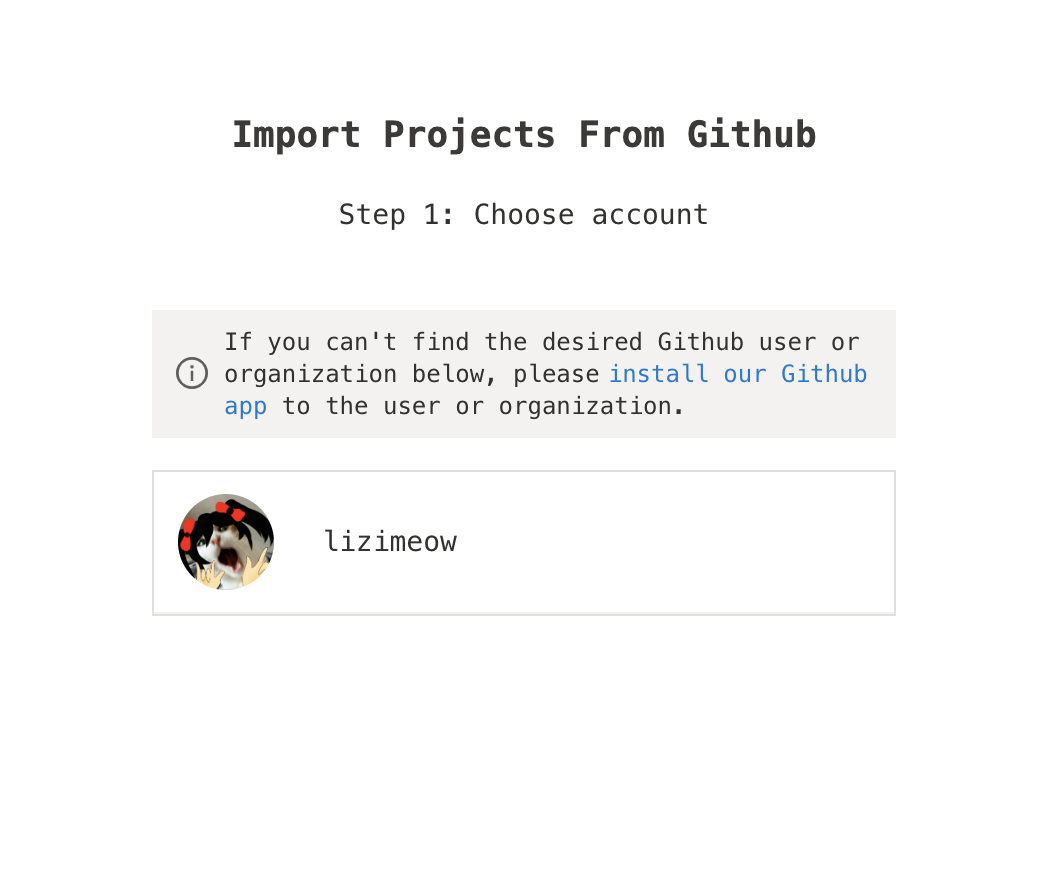 Import Projects From Github
Step 1: Choose account
If you can't find the desired Github user or
organization below, please install our Github
app to the user or organization.
lizimeow